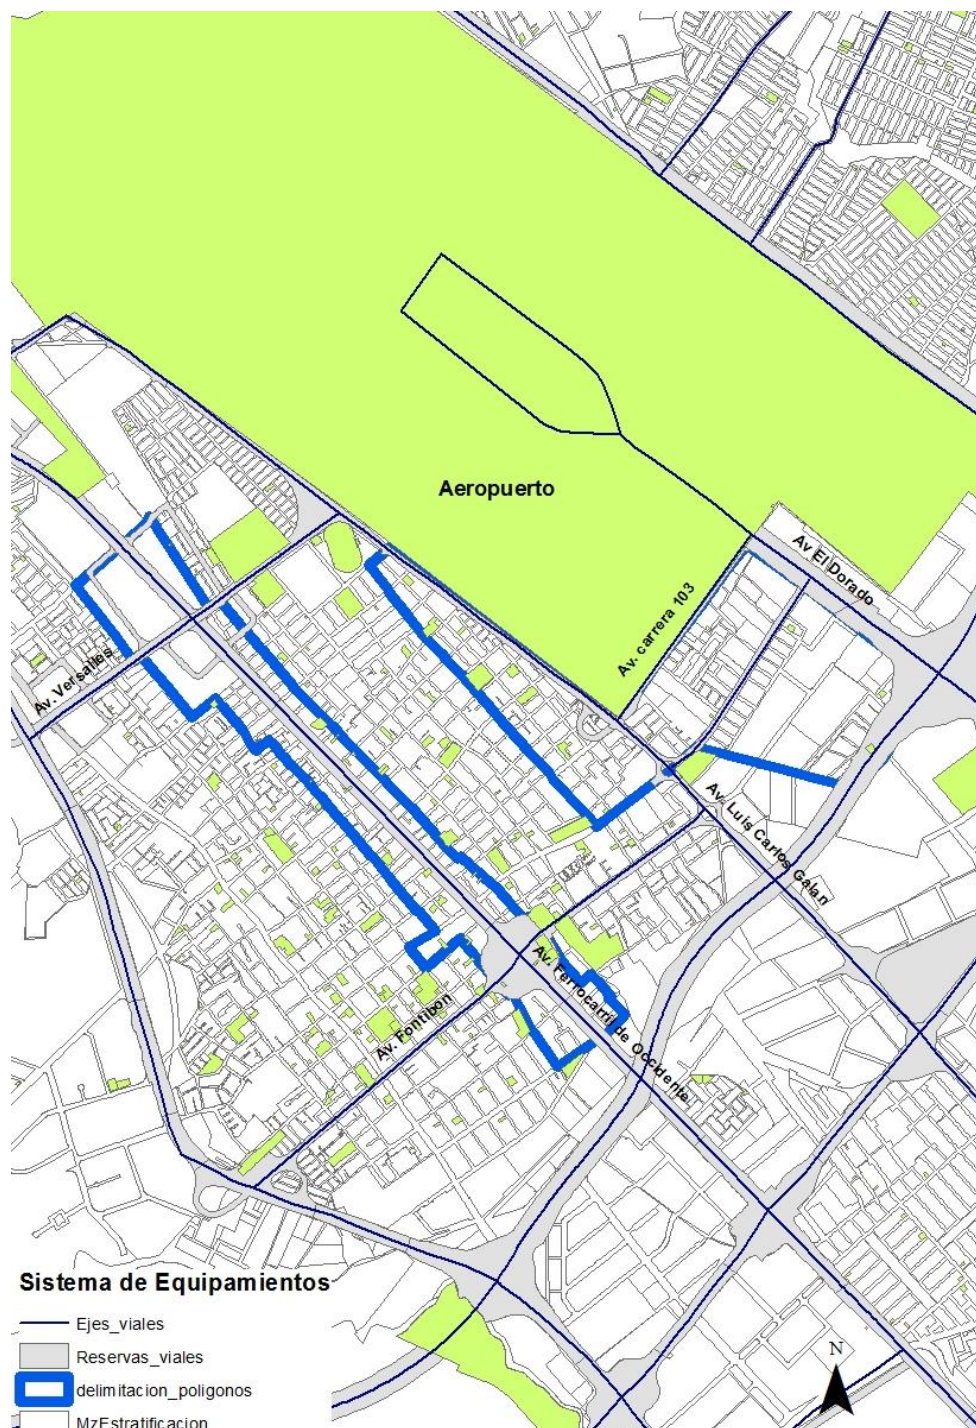 Aeropuerto
Av El Dorado
Av. carrera 103
Av. Versalles
Av. Luis Carlos Galan
Av. Ferrocarril de Occidente
Av. Fontibon
Sistema de Equipamientos
Ejes_viales
Reservas_viales
delimitacion_poligonos
MzEstratificacion
N